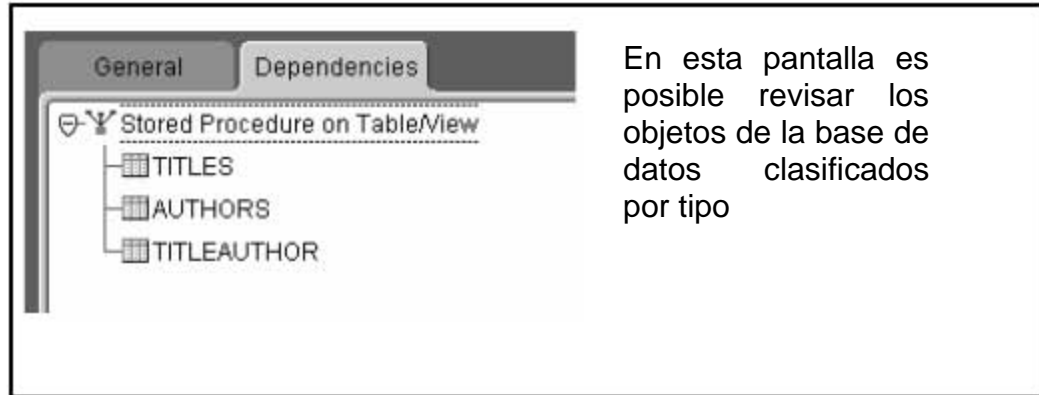 General
Dependencies
Stored Procedure on Table/View
TITLES
AUTHORS
TITLEAUTHOR
En esta pantalla es
posible revisar los
objetos de la base de
datos clasificados
por tipo